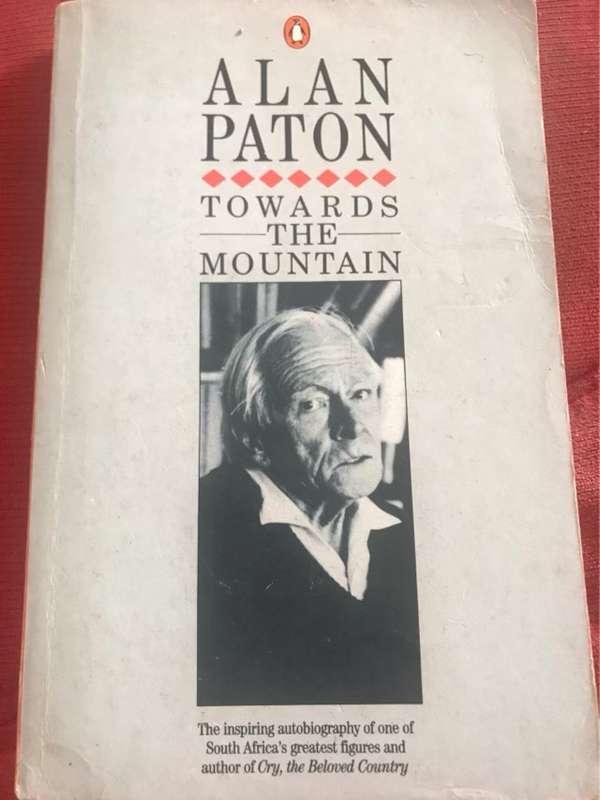 ALAN
PATON
TOWARDS
THE
MOUNTAIN
The inspiring autobiography of one of
South Africa's greatest figures and
author of Cry, the Beloved Country